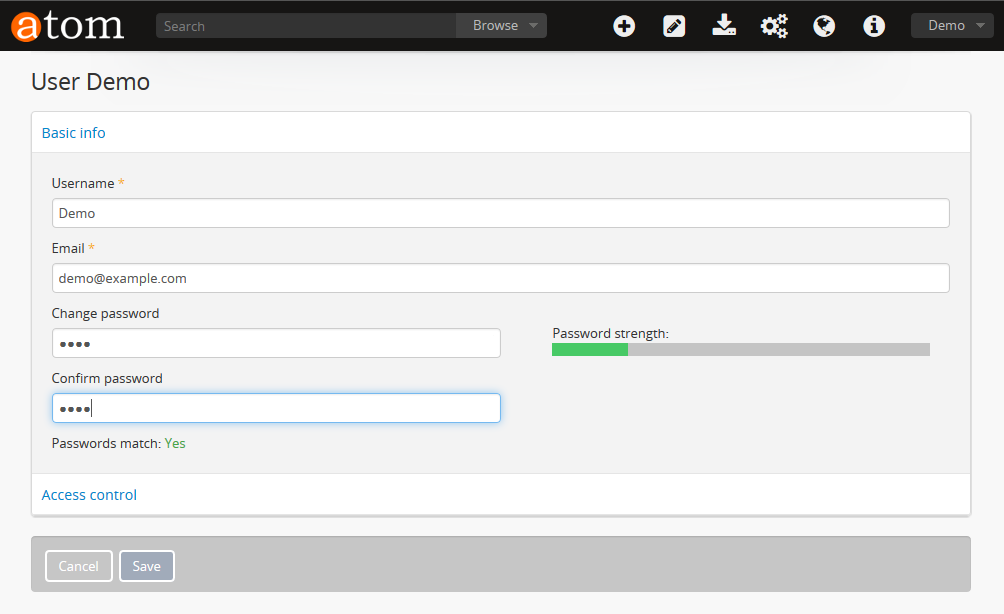 atom
Search
Browse
Demo
User Demo
Basic info
Username *
Demo
Email *
demo@example.com
Change password
••••
Password strength:
Confirm password
••••
Passwords match: Yes
Access control
Cancel
Save